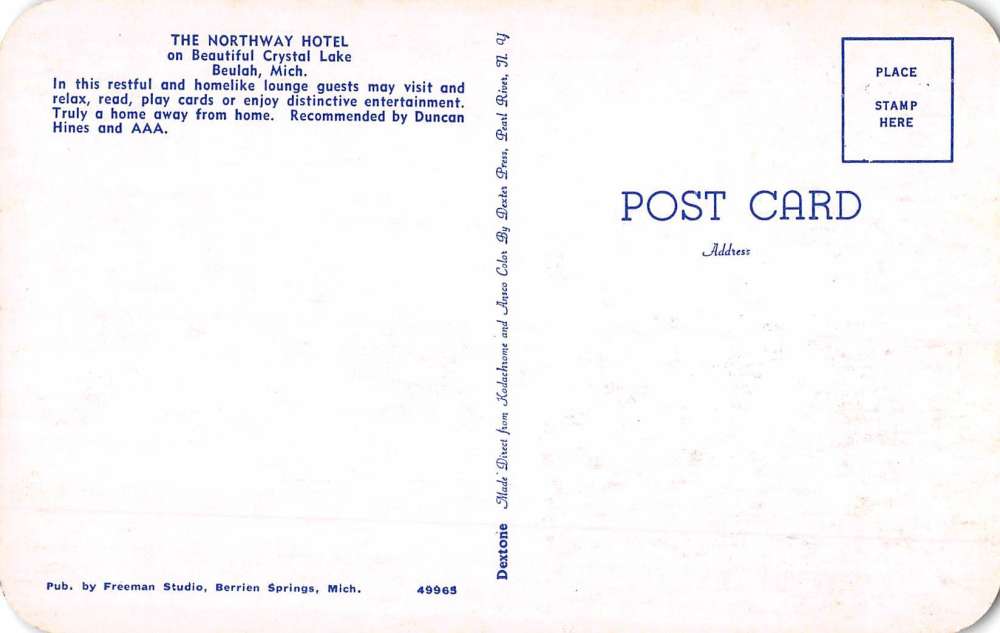 THE NORTHWAY HOTEL
on Beautiful Crystal Lake
Beulah, Mich.
In this restful and homelike lounge guests may visit and
relax, read, play cards or enjoy distinctive entertainment.
Truly a home away from home. Recommended by Duncan
Hines and AAA.
Pub. by Freeman Studio, Berrien Springs, Mich. 49965
Dextone Made Direct from Kodachrome and Ansco Color By Dexter Press, Pearl River, N. Y
PLACE
STAMP
HERE
POST CARD
Address